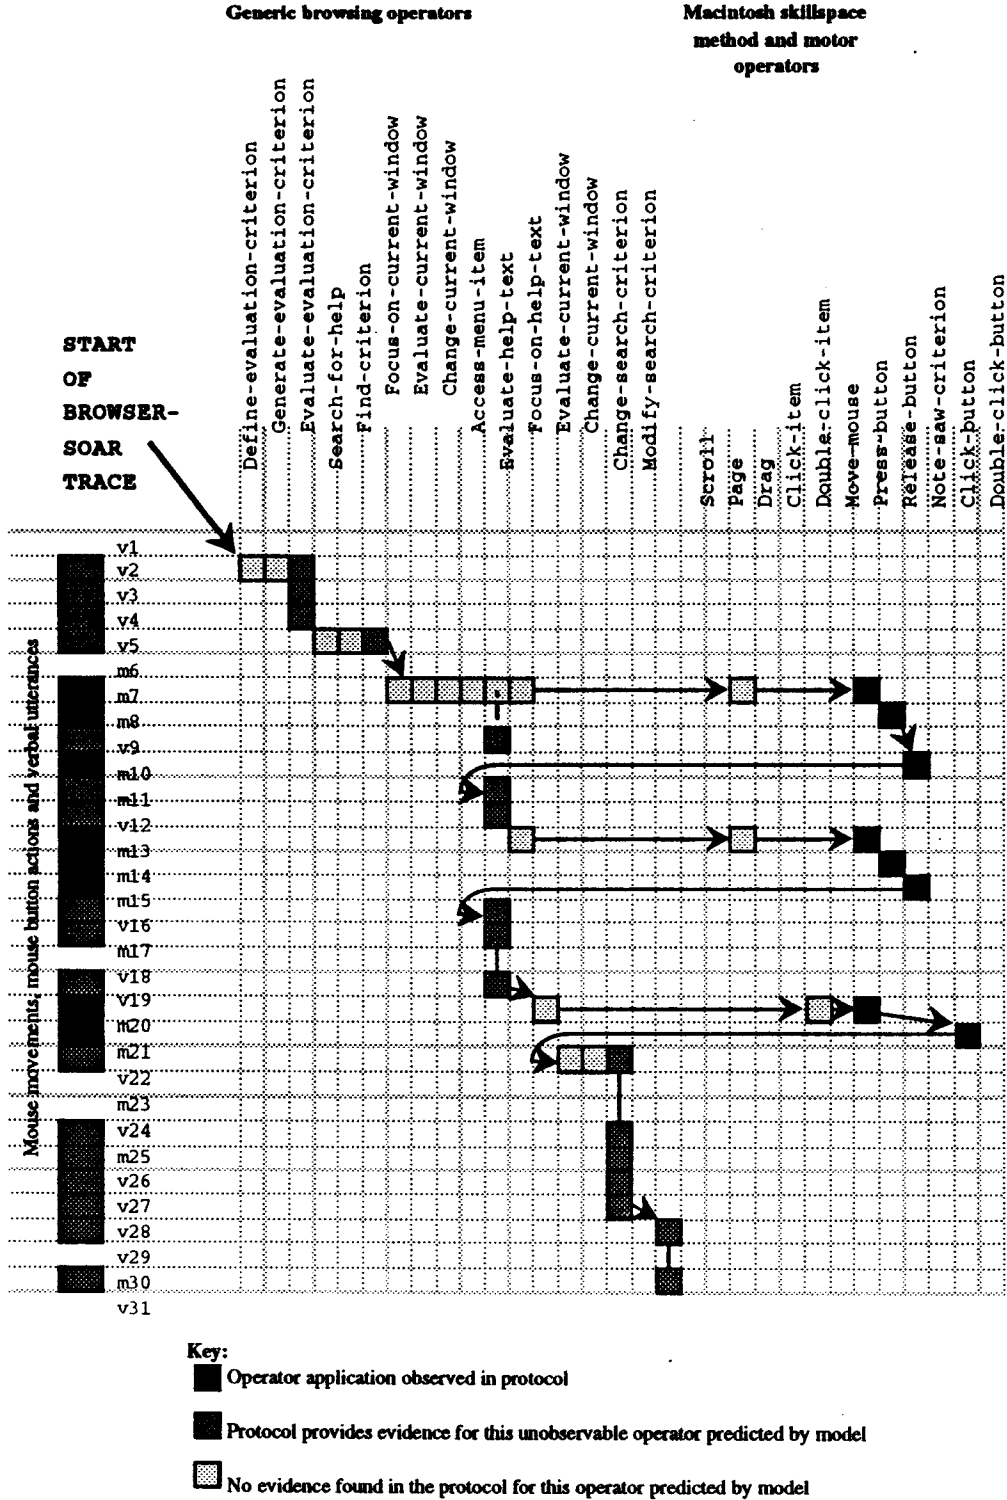 Generic browsing operators
Macintosh skillspace
method and motor
operators
START
OF
BROWSER-
SOAR
TRACE
Define-evaluation-criterion
Generate-evaluation-criterion
Evaluate-evaluation-criterion
Search-for-help
Find-criterion
Focus-on-current-window
Evaluate-current-window
Change-current-window
Access-menu-item
Evaluate-help-text
Focus-on-help-text
Evaluate-current-window
Change-current-window
Change-search-criterion
Modify-search-criterion
Scroll
Page
Drag
Click-item
Double-click-item
Move-mouse
Press-button
Release-button
Note-saw-criterion
Click-button
Double-click-button
Mouse movements, mouse button actions and verbal utterances
v1
v2
v3
v4
v5
m6
m7
m8
v9
m10
m11
v12
m13
m14
m15
v16
m17
v18
v19
m20
m21
v22
m23
v24
m25
v26
v27
v28
v29
m30
v31
Key:
Operator application observed in protocol
Protocol provides evidence for this unobservable operator predicted by model
No evidence found in the protocol for this operator predicted by model